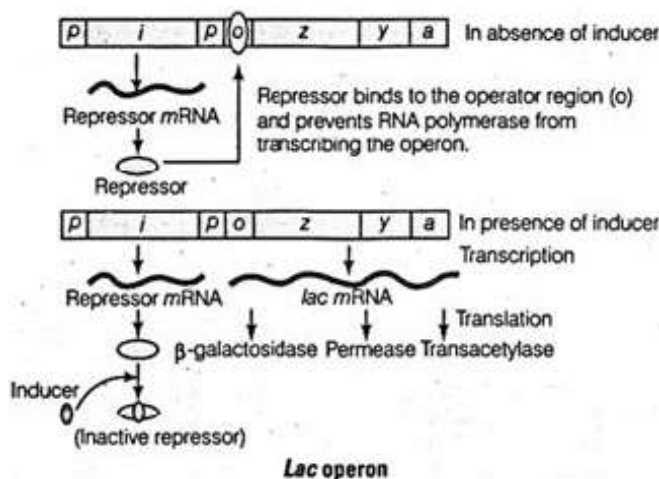 p i p o z y a In absence of inducer
Repressor mRNA
Repressor binds to the operator region (o)
and prevents RNA polymerase from
transcribing the operon.
Repressor
p i p o z y a In presence of inducer
Transcription
Repressor mRNA lac mRNA
Translation
β-galactosidase Permease Transacetylase
Inducer
(Inactive repressor)
Lac operon